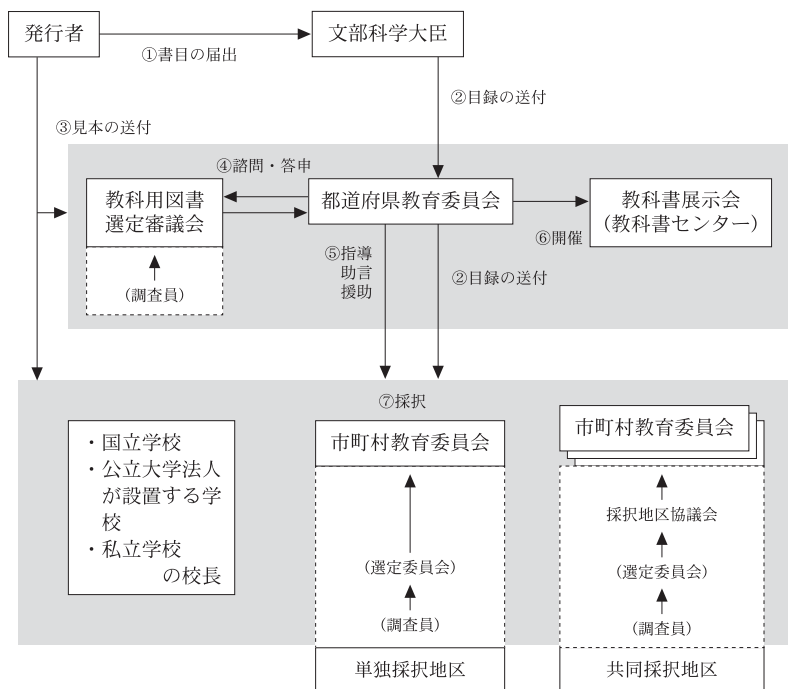 発行者
文部科学大臣
①書目の届出
②目録の送付
③見本の送付
④諮問・答申
教科用図書
選定審議会
都道府県教育委員会
教科書展示会
（教科書センター）
⑤指導
助言
援助
⑥開催
②目録の送付
（調査員）
⑦採択
・国立学校
・公立大学法人
が設置する学
校
・私立学校
の校長
市町村教育委員会
（選定委員会）
（調査員）
単独採択地区
市町村教育委員会
採択地区協議会
（選定委員会）
（調査員）
共同採択地区